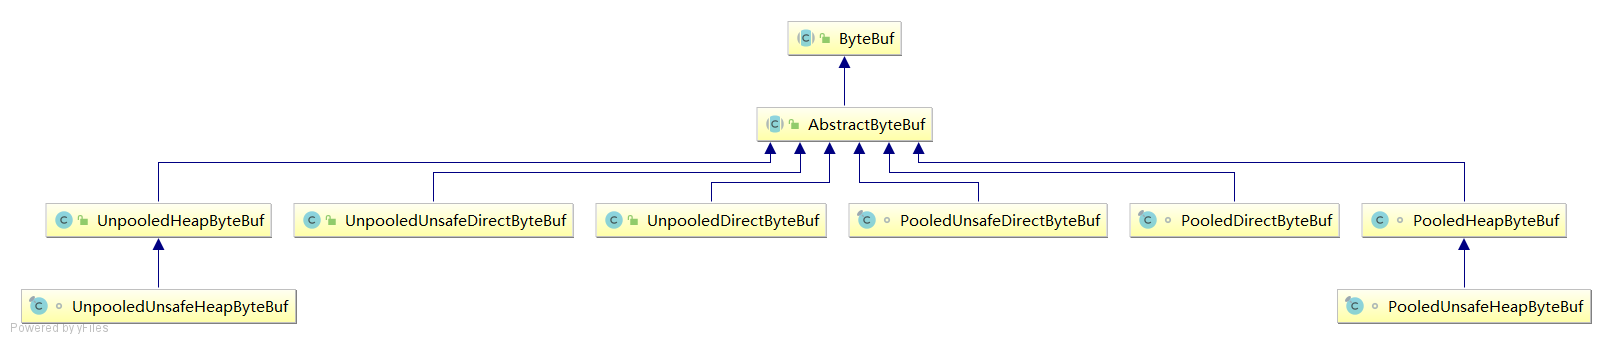 ByteBuf
AbstractByteBuf
UnpooledHeapByteBuf
UnpooledUnsafeDirectByteBuf
UnpooledDirectByteBuf
PooledUnsafeDirectByteBuf
PooledDirectByteBuf
PooledHeapByteBuf
UnpooledUnsafeHeapByteBuf
PooledUnsafeHeapByteBuf
Powered by yFiles